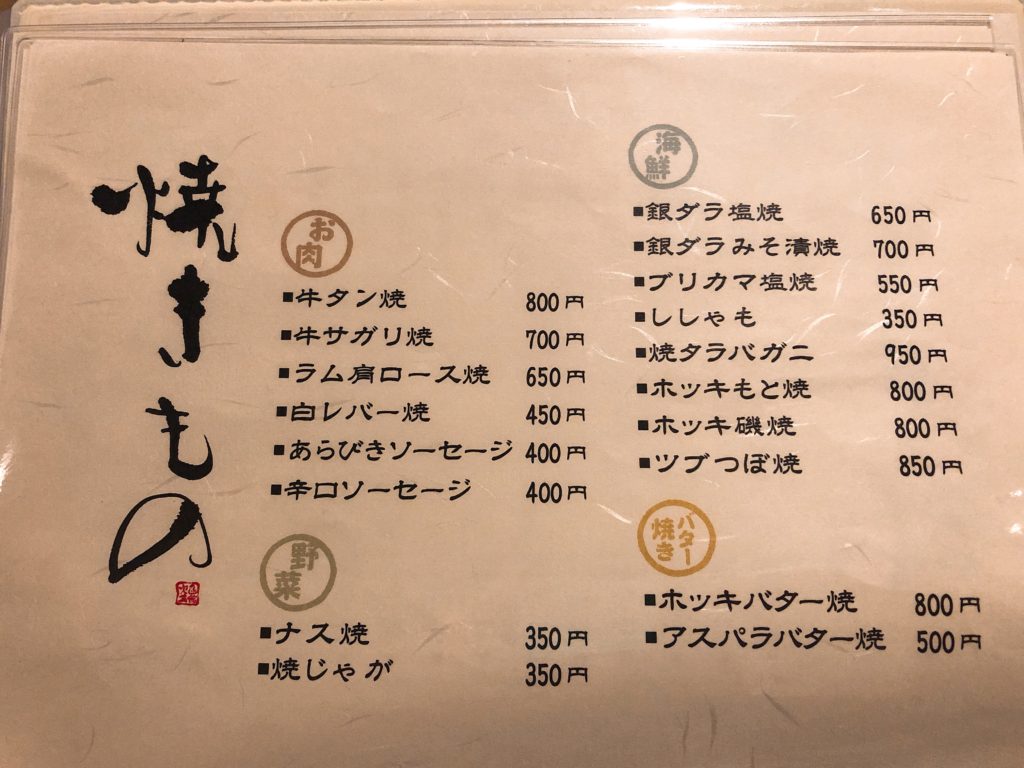 焼きもの
お肉
■牛タン焼 800円
■牛サガリ焼 700円
■ラム肩ロース焼 650円
■白レバー焼 450円
■あらびきソーセージ 400円
■辛口ソーセージ 400円
野菜
■ナス焼 350円
■焼じゃが 350円
海鮮
■銀ダラ塩焼 650円
■銀ダラみそ漬焼 700円
■ブリカマ塩焼 550円
■ししゃも 350円
■焼タラバガニ 950円
■ホッキもと焼 800円
■ホッキ磯焼 800円
■ツブつぼ焼 850円
バター
焼き
■ホッキバター焼 800円
■アスパラバター焼 500円